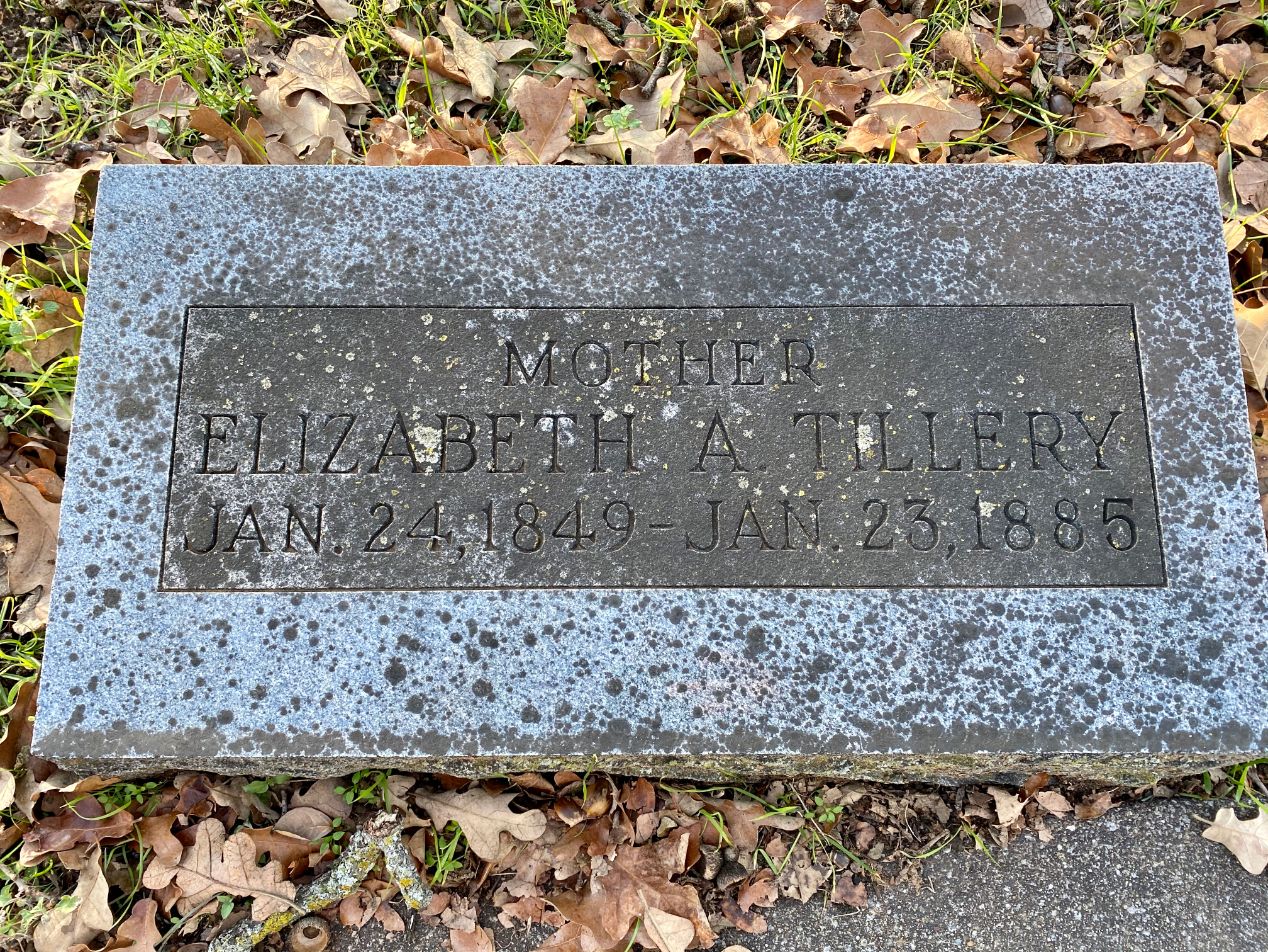 MOTHER
ELIZABETH A. TILLERY
JAN. 24, 1849 - JAN. 23, 1885